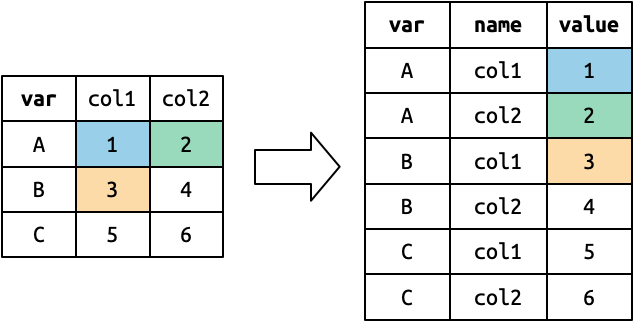 var col1 col2
A 1 2
B 3 4
C 5 6
var name value
A col1 1
A col2 2
B col1 3
B col2 4
C col1 5
C col2 6